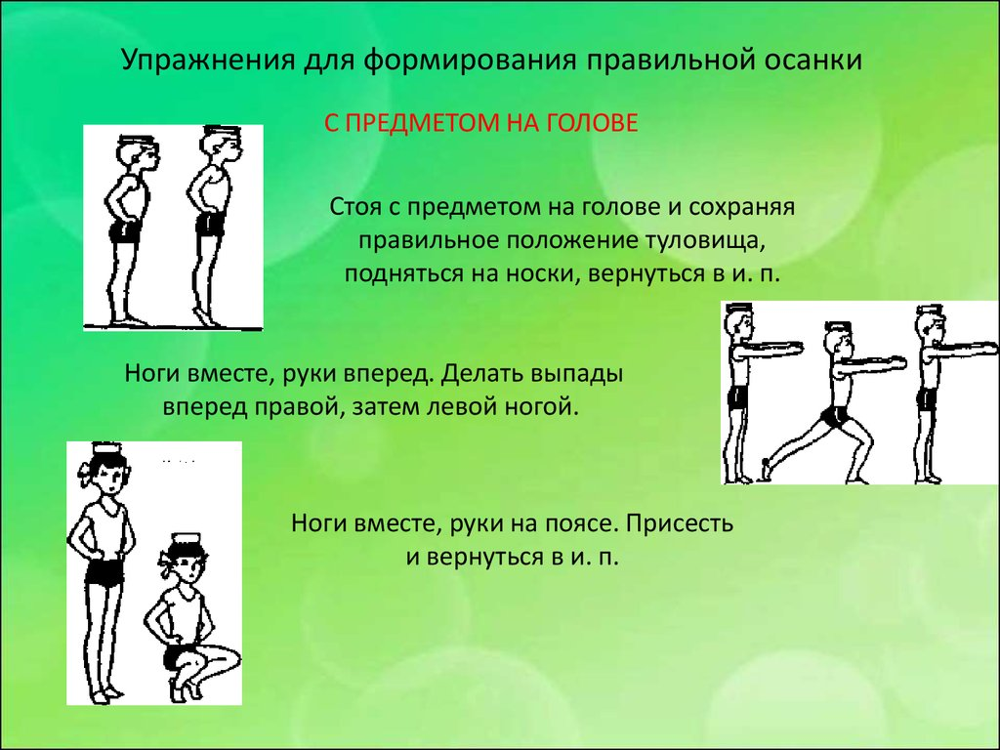 Упражнения для формирования правильной осанки
С ПРЕДМЕТОМ НА ГОЛОВЕ
Стоя с предметом на голове и сохраняя
правильное положение туловища,
подняться на носки, вернуться в и. п.
Ноги вместе, руки вперед. Делать выпады
вперед правой, затем левой ногой.
Ноги вместе, руки на поясе. Присесть
и вернуться в и. п.